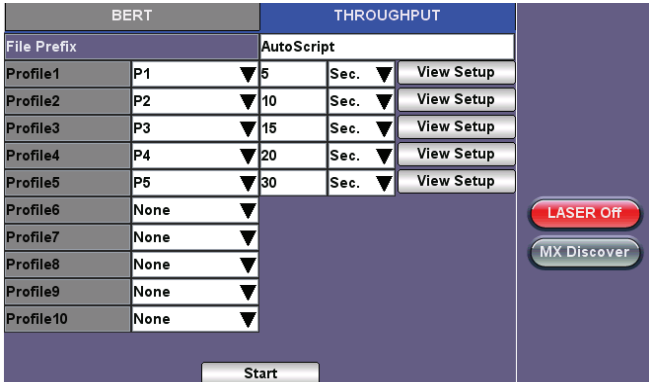 BERT THROUGHPUT
File Prefix AutoScript
Profile1 P1 5 Sec. View Setup
Profile2 P2 10 Sec. View Setup
Profile3 P3 15 Sec. View Setup
Profile4 P4 20 Sec. View Setup
Profile5 P5 30 Sec. View Setup
Profile6 None
LASER Off
Profile7 None
MX Discover
Profile8 None
Profile9 None
Profile10 None
Start